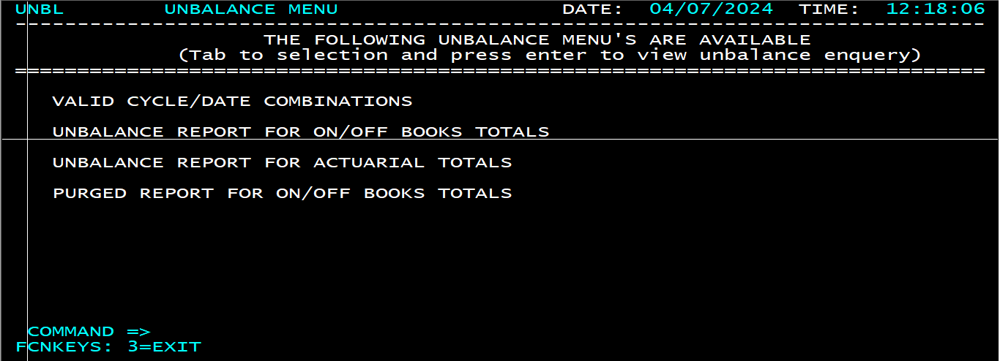 UNBL UNBALANCE MENU DATE: 04/07/2024 TIME: 12:18:06
-------------------------------------------------------------------------------
THE FOLLOWING UNBALANCE MENU'S ARE AVAILABLE
(Tab to selection and press enter to view unbalance enquery)
===============================================================================
VALID CYCLE/DATE COMBINATIONS
UNBALANCE REPORT FOR ON/OFF BOOKS TOTALS
UNBALANCE REPORT FOR ACTUARIAL TOTALS
PURGED REPORT FOR ON/OFF BOOKS TOTALS
COMMAND =>
FCNKEYS: 3=EXIT